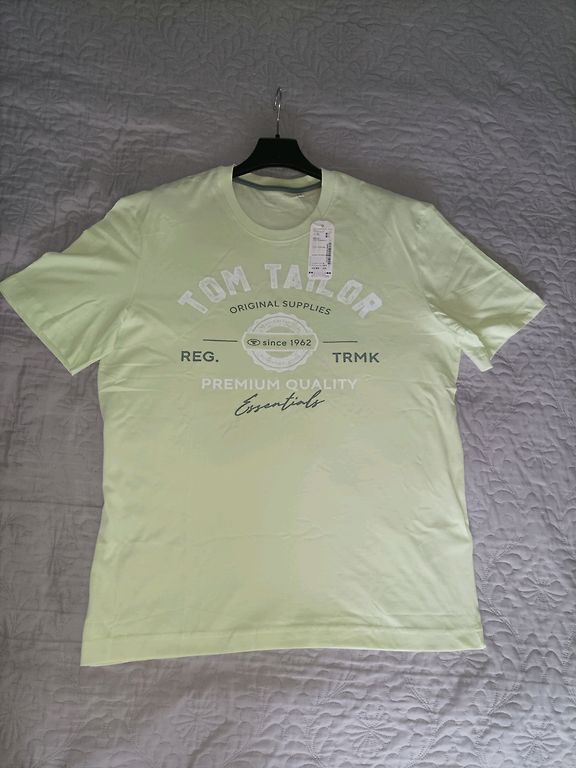 TOM TAILOR
ORIGINAL SUPPLIES
since 1962
REG. TRMK
PREMIUM QUALITY
Essentials